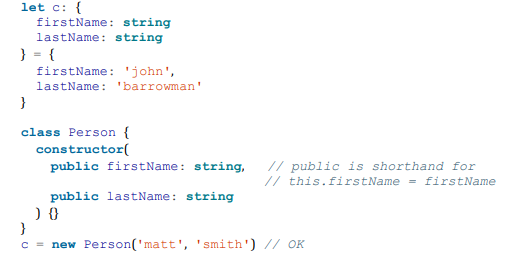 let c: {
  firstName: string
  lastName: string
} = {
  firstName: 'john',
  lastName: 'barrowman'
}
class Person {
  constructor(
    public firstName: string,   // public is shorthand for
                                // this.firstName = firstName
    public lastName: string
  ) {}
}
c = new Person('matt', 'smith') // OK